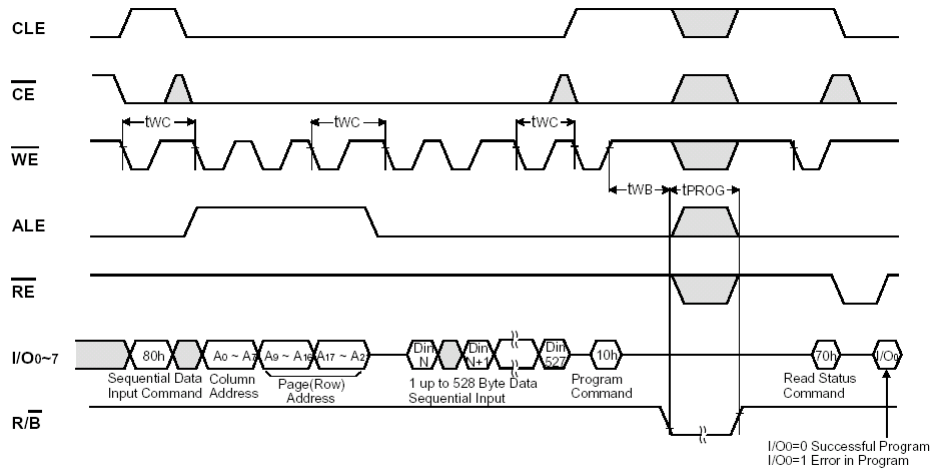 CLE
CE
tWC tWC tWC
WE
tWB tPROG
ALE
RE
I/O0~7 80h A0 ~ A7 A9 ~ A16 A17 ~ A2 Din N Din N+1 Din 527 10h 70h I/O0
Sequential Data Input Command
Column Address
Page(Row) Address
1 up to 528 Byte Data Sequential Input
Program Command
Read Status Command
R/B
I/O0=0 Successful Program
I/O0=1 Error in Program